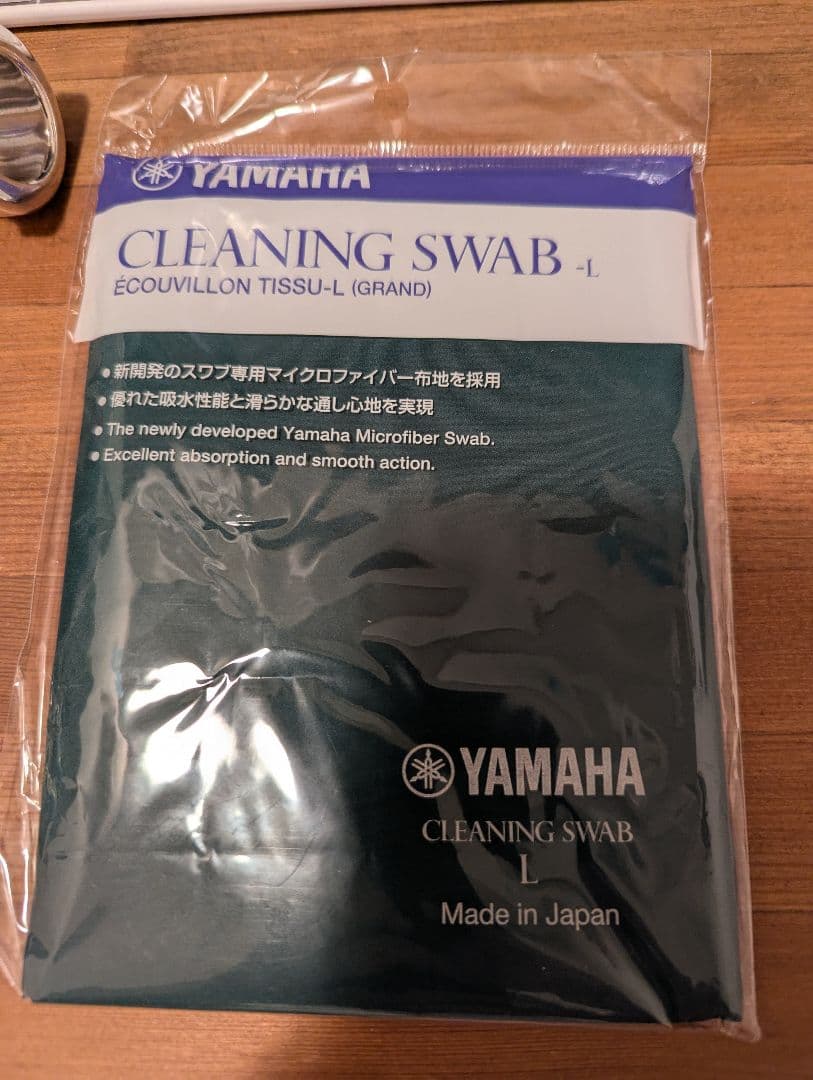 YAMAHA
CLEANING SWAB -L
ÉCOUVILLON TISSU-L (GRAND)
●新開発のスワブ専用マイクロファイバー布地を採用
●優れた吸水性能と滑らかな通し心地を実現
●The newly developed Yamaha Microfiber Swab.
●Excellent absorption and smooth action.
YAMAHA
CLEANING SWAB
L
Made in Japan